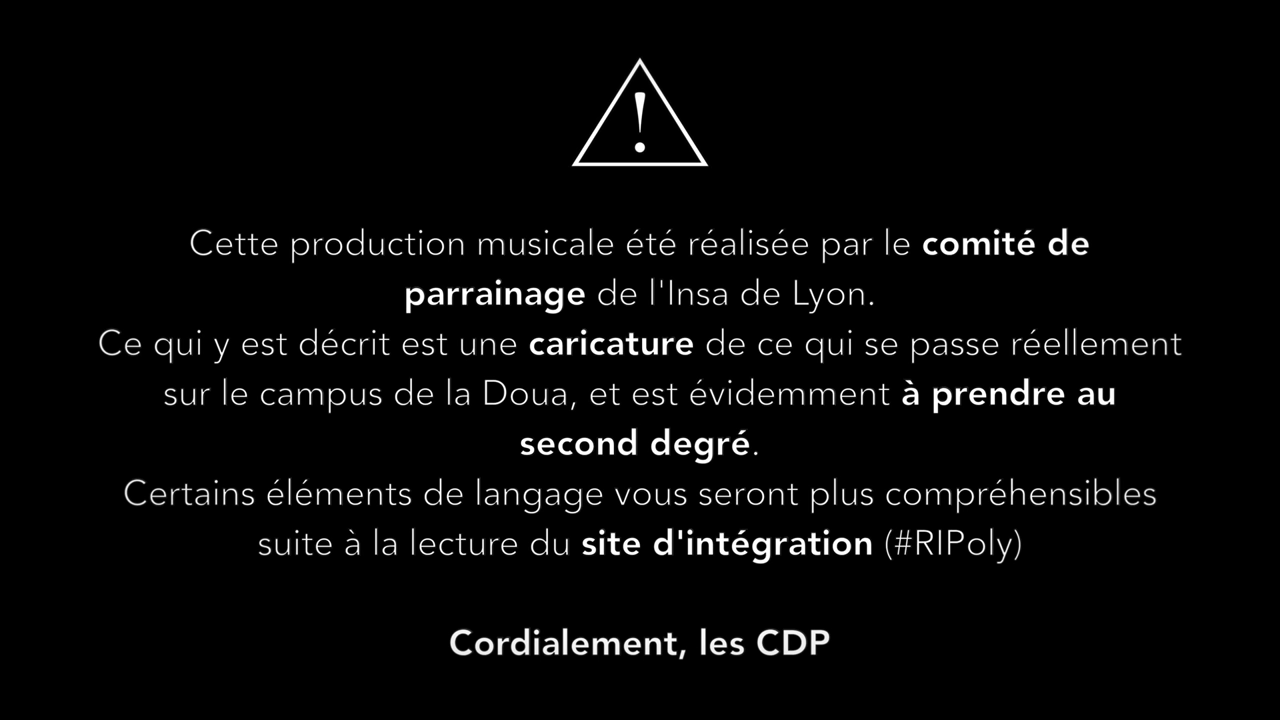 Cette production musicale été réalisée par le comité de
parrainage de l'Insa de Lyon.
Ce qui y est décrit est une caricature de ce qui se passe réellement
sur le campus de la Doua, et est évidemment à prendre au
second degré.
Certains éléments de langage vous seront plus compréhensibles
suite à la lecture du site d'intégration (#RIPoly)
Cordialement, les CDP